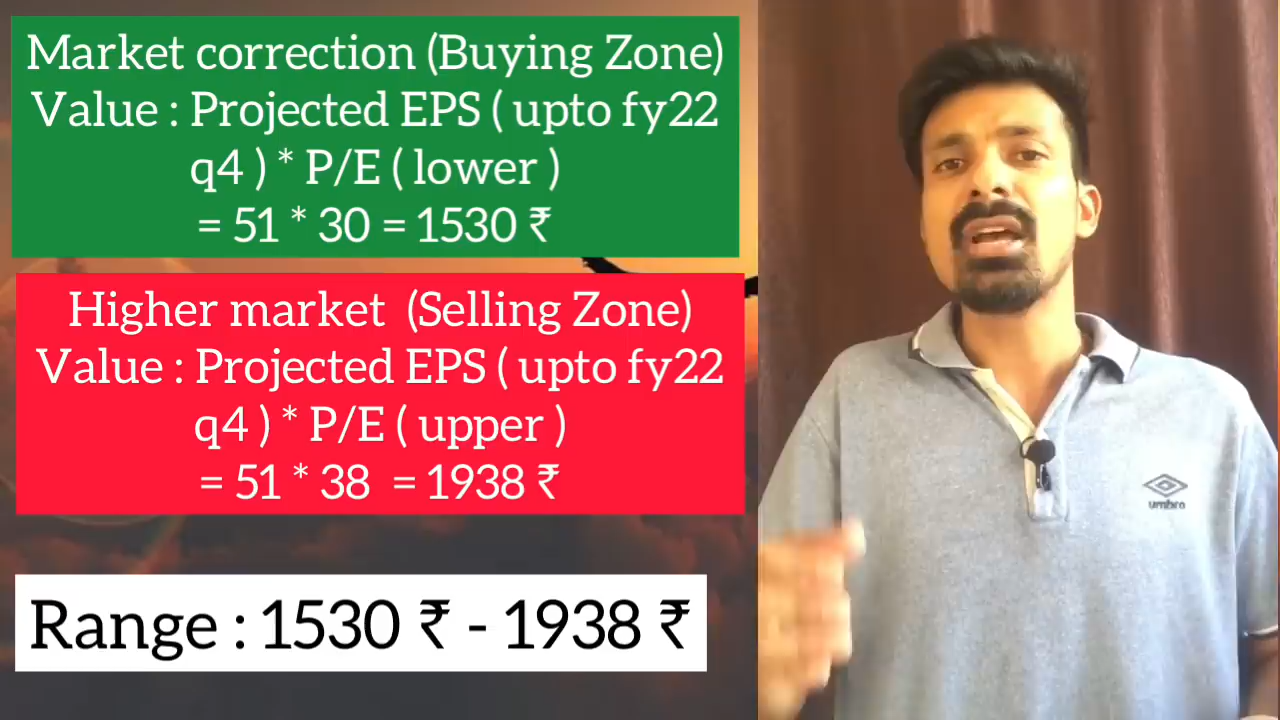 Market correction (Buying Zone)
Value : Projected EPS ( upto fy22
q4 ) * P/E ( lower )
= 51 * 30 = 1530 ₹
Higher market (Selling Zone)
Value : Projected EPS ( upto fy22
q4 ) * P/E ( upper )
= 51 * 38 = 1938 ₹
Range : 1530 ₹ - 1938 ₹
umbro